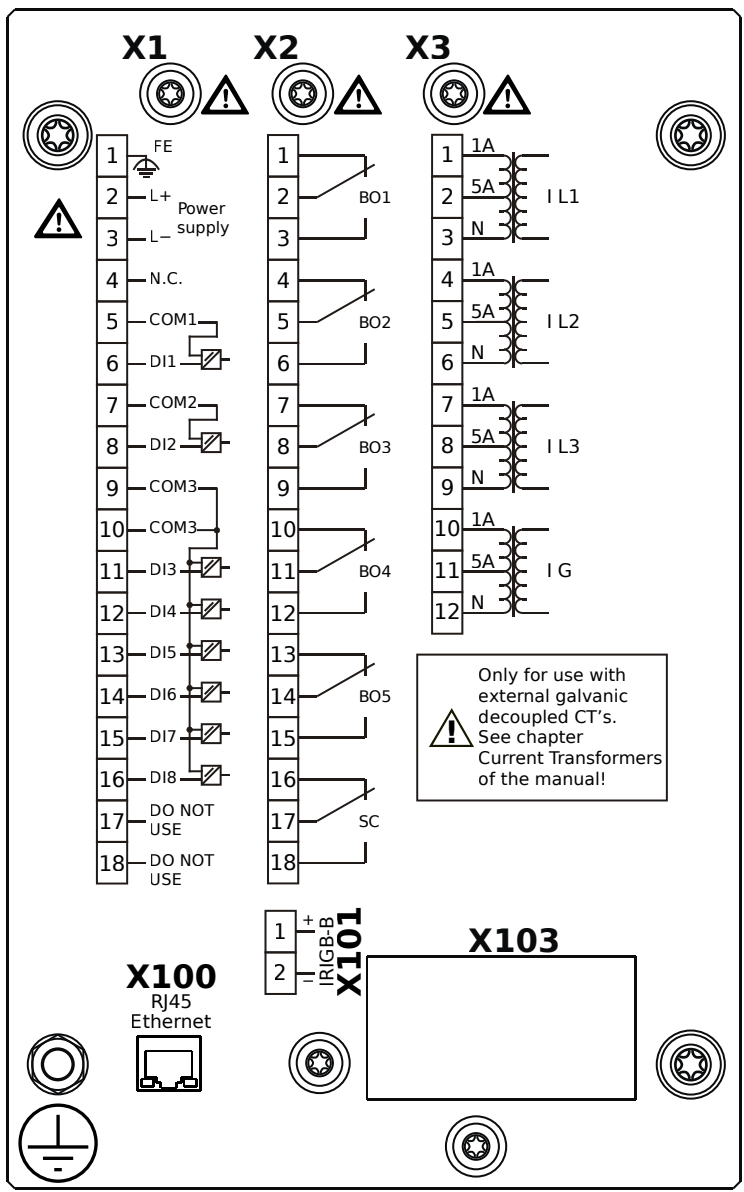 X1 X2 X3
1 FE
2 L+
Power
supply
3 L−
4 N.C.
5 COM1
6 DI1
7 COM2
8 DI2
9 COM3
10 COM3
11 DI3
12 DI4
13 DI5
14 DI6
15 DI7
16 DI8
17 DO NOT
USE
18 DO NOT
USE
1
2 BO1
3
4
5 BO2
6
7
8 BO3
9
10
11 BO4
12
13
14 BO5
15
16
17 SC
18
1 1A
2 5A I L1
3 N
4 1A
5 5A I L2
6 N
7 1A
8 5A I L3
9 N
10 1A
11 5A I G
12 N
Only for use with
external galvanic
decoupled CT's.
See chapter
Current Transformers
of the manual!
1 +
2 −
IRIGB-B
X101
X103
X100
RJ45
Ethernet